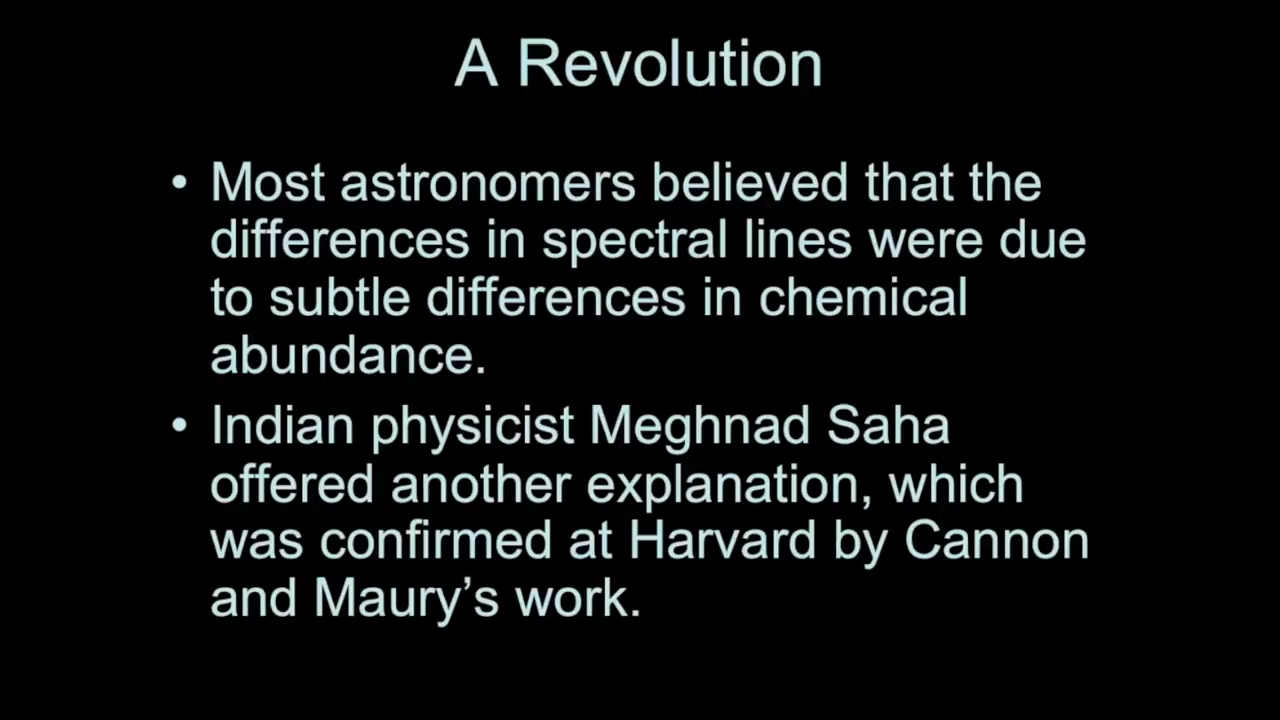 A Revolution
• Most astronomers believed that the
differences in spectral lines were due
to subtle differences in chemical
abundance.
• Indian physicist Meghnad Saha
offered another explanation, which
was confirmed at Harvard by Cannon
and Maury’s work.